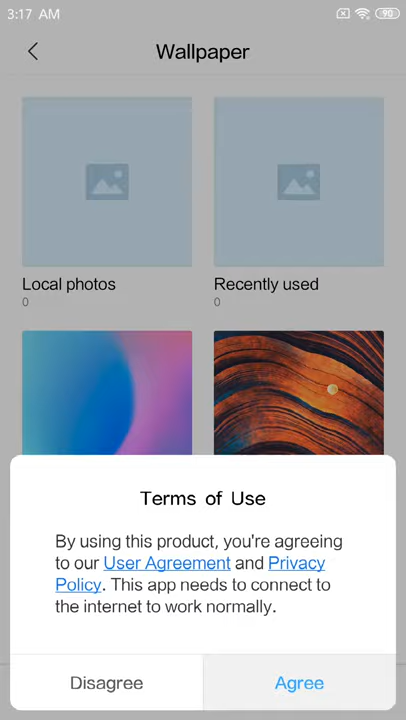 3:17 AM
90
Wallpaper
Local photos
0
Recently used
0
Terms of Use
By using this product, you're agreeing
to our User Agreement and Privacy
Policy. This app needs to connect to
the internet to work normally.
Disagree
Agree